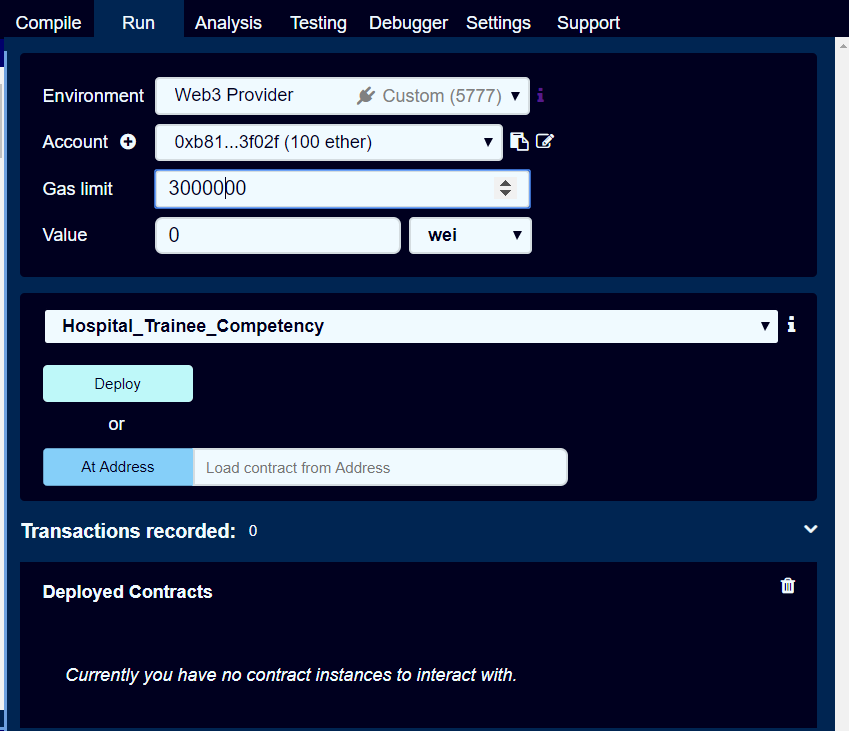 Compile Run Analysis Testing Debugger Settings Support
Environment Web3 Provider Custom (5777)
Account 0xb81...3f02f (100 ether)
Gas limit 3000000
Value 0 wei
Hospital_Trainee_Competency
Deploy
or
At Address Load contract from Address
Transactions recorded: 0
Deployed Contracts
Currently you have no contract instances to interact with.